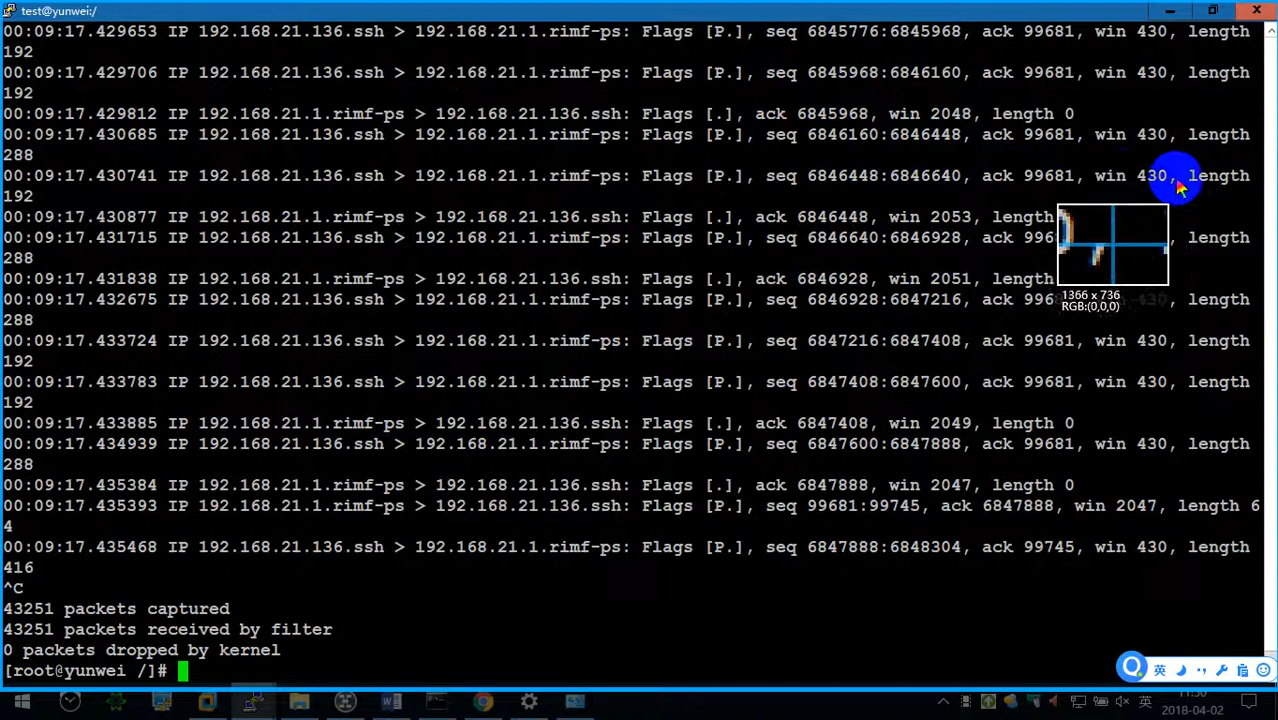 test@yunwei:/
00:09:17.429653 IP 192.168.21.136.ssh > 192.168.21.1.rimf-ps: Flags [P.], seq 6845776:6845968, ack 99681, win 430, length
192
00:09:17.429706 IP 192.168.21.136.ssh > 192.168.21.1.rimf-ps: Flags [P.], seq 6845968:6846160, ack 99681, win 430, length
192
00:09:17.429812 IP 192.168.21.1.rimf-ps > 192.168.21.136.ssh: Flags [.], ack 6845968, win 2048, length 0
00:09:17.430685 IP 192.168.21.136.ssh > 192.168.21.1.rimf-ps: Flags [P.], seq 6846160:6846448, ack 99681, win 430, length
288
00:09:17.430741 IP 192.168.21.136.ssh > 192.168.21.1.rimf-ps: Flags [P.], seq 6846448:6846640, ack 99681, win 430, length
192
00:09:17.430877 IP 192.168.21.1.rimf-ps > 192.168.21.136.ssh: Flags [.], ack 6846448, win 2053, length
00:09:17.431715 IP 192.168.21.136.ssh > 192.168.21.1.rimf-ps: Flags [P.], seq 6846640:6846928, ack 996 , length
288
00:09:17.431838 IP 192.168.21.1.rimf-ps > 192.168.21.136.ssh: Flags [.], ack 6846928, win 2051, length
00:09:17.432675 IP 192.168.21.136.ssh > 192.168.21.1.rimf-ps: Flags [P.], seq 6846928:6847216, ack 996 430, length
1366 x 736
RGB:(0,0,0)
288
00:09:17.433724 IP 192.168.21.136.ssh > 192.168.21.1.rimf-ps: Flags [P.], seq 6847216:6847408, ack 99681, win 430, length
192
00:09:17.433783 IP 192.168.21.136.ssh > 192.168.21.1.rimf-ps: Flags [P.], seq 6847408:6847600, ack 99681, win 430, length
192
00:09:17.433885 IP 192.168.21.1.rimf-ps > 192.168.21.136.ssh: Flags [.], ack 6847408, win 2049, length 0
00:09:17.434939 IP 192.168.21.136.ssh > 192.168.21.1.rimf-ps: Flags [P.], seq 6847600:6847888, ack 99681, win 430, length
288
00:09:17.435384 IP 192.168.21.1.rimf-ps > 192.168.21.136.ssh: Flags [.], ack 6847888, win 2047, length 0
00:09:17.435393 IP 192.168.21.1.rimf-ps > 192.168.21.136.ssh: Flags [P.], seq 99681:99745, ack 6847888, win 2047, length 6
4
00:09:17.435468 IP 192.168.21.136.ssh > 192.168.21.1.rimf-ps: Flags [P.], seq 6847888:6848304, ack 99745, win 430, length
416
^C
43251 packets captured
43251 packets received by filter
0 packets dropped by kernel
[root@yunwei /]#
英
英
2018-04-02